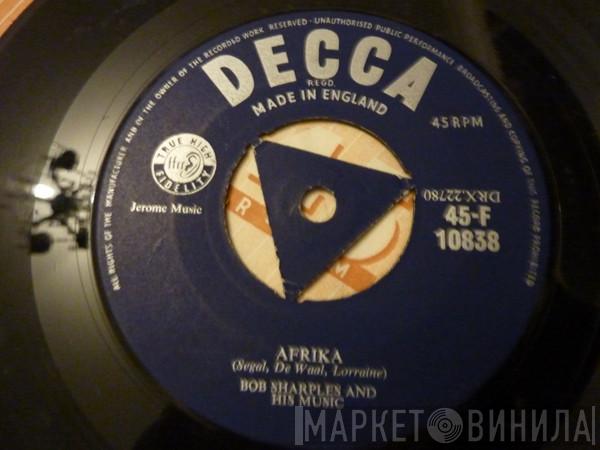 ALL RIGHTS OF THE MANUFACTURER AND OF THE OWNER OF THE RECORDED WORK RESERVED · UNAUTHORISED PUBLIC PERFORMANCE BROADCASTING AND COPYING OF THIS RECORD PROHIBITED
DECCA
REGD.
MADE IN ENGLAND
45 RPM
TRUE HIGH
FIDELITY
Jerome Music
DRX.22780
45-F
10838
AFRIKA
(Segal, De Waal, Lorraine)
BOB SHARPLES AND
HIS MUSIC
МАРКЕТ ВИНИЛА